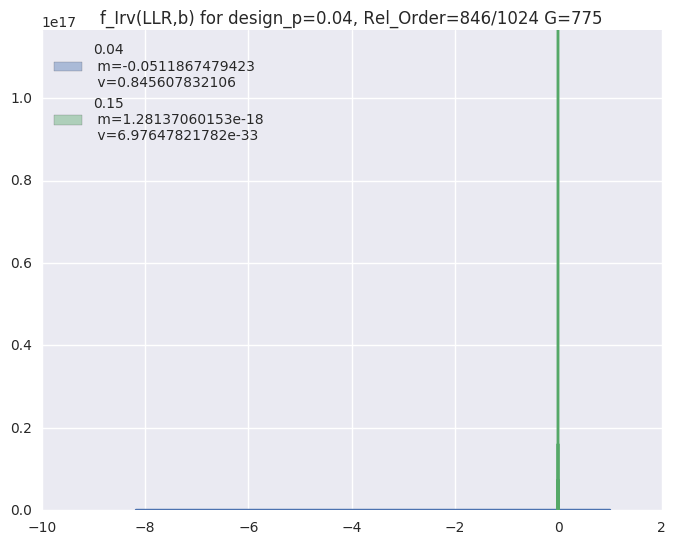 f_Irv(LLR,b) for design_p=0.04, Rel_Order=846/1024 G=775
1e17
0.04
m=-0.0511867479423
v=0.845607832106
0.15
m=1.28137060153e-18
v=6.97647821782e-33
1.0
0.8
0.6
0.4
0.2
0.0
−10
−8
−6
−4
−2
0
2